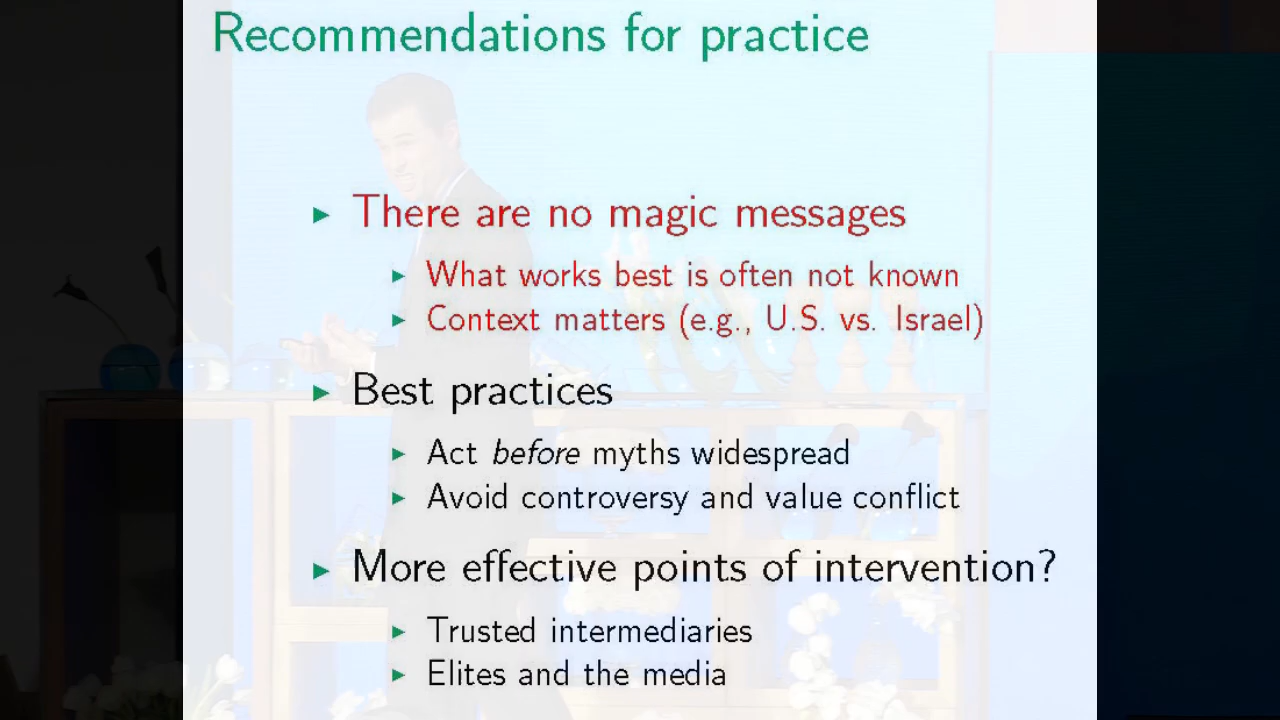 Recommendations for practice
There are no magic messages
What works best is often not known
Context matters (e.g., U.S. vs. Israel)
Best practices
Act before myths widespread
Avoid controversy and value conflict
More effective points of intervention?
Trusted intermediaries
Elites and the media